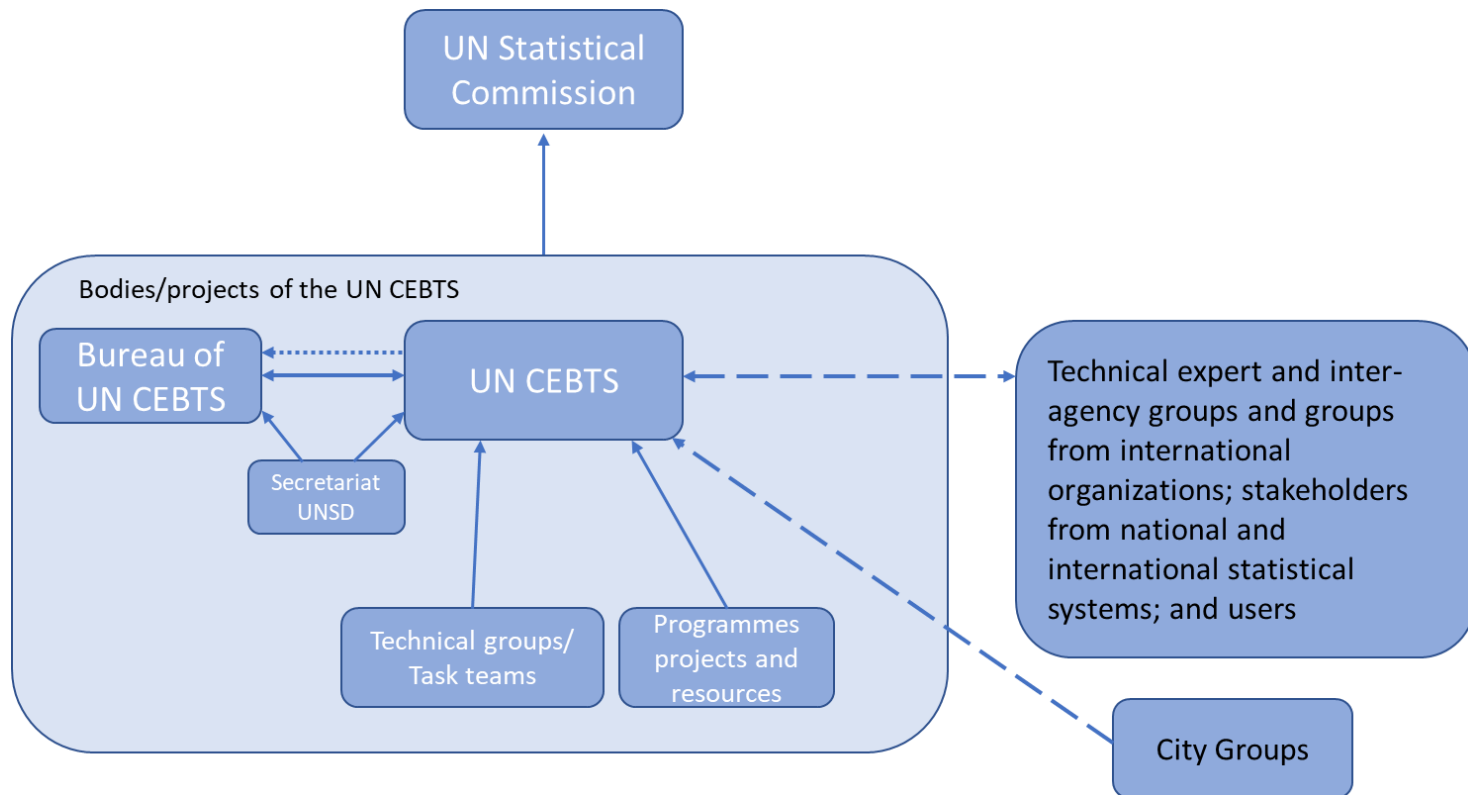 UN Statistical
Commission
Bodies/projects of the UN CEBTS
Bureau of
UN CEBTS
UN CEBTS
Secretariat
UNSD
Technical groups/
Task teams
Programmes
projects and
resources
Technical expert and inter-
agency groups and groups
from international
organizations; stakeholders
from national and
international statistical
systems; and users
City Groups